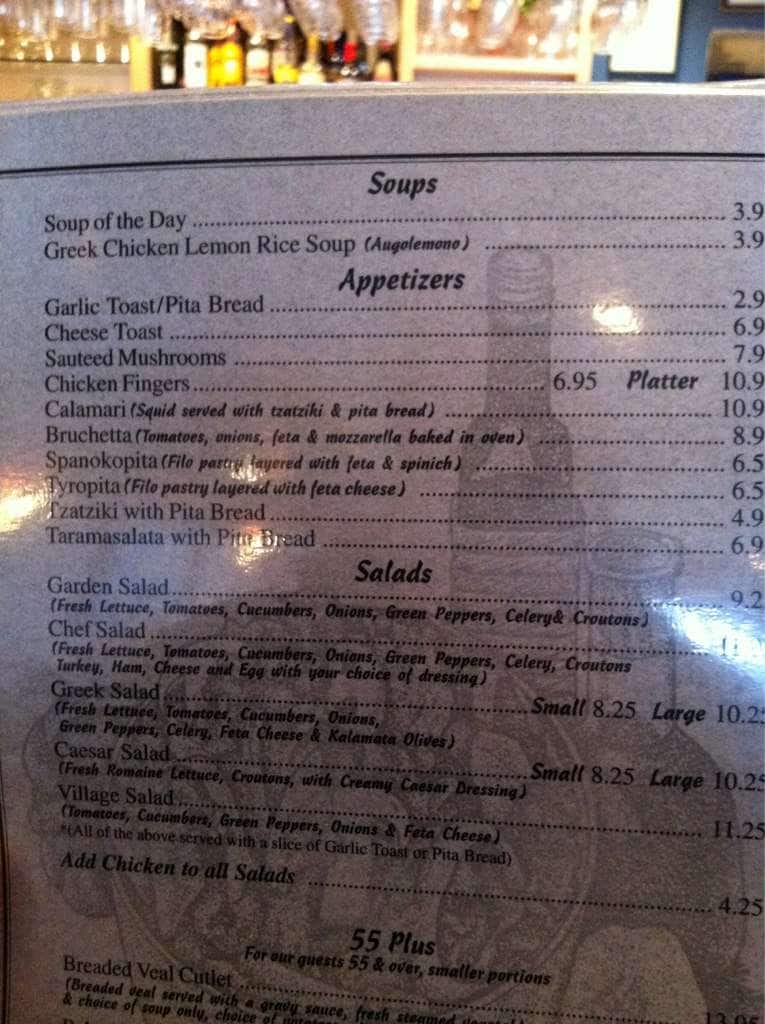 Soups
Soup of the Day 3.9
Greek Chicken Lemon Rice Soup (Augolemono) 3.9
Appetizers
Garlic Toast/Pita Bread 2.9
Cheese Toast 6.9
Sauteed Mushrooms 7.9
Chicken Fingers 6.95 Platter 10.9
Calamari (Squid served with tzatziki & pita bread) 10.9
Bruchetta (Tomatoes, onions, feta & mozzarella baked in oven) 8.9
Spanokopita (Filo pastry layered with feta & spinich) 6.5
Tyropita (Filo pastry layered with feta cheese) 6.5
Tzatziki with Pita Bread 4.9
Taramasalata with Pita Bread 6.9
Salads
Garden Salad 9.2
(Fresh Lettuce, Tomatoes, Cucumbers, Onions, Green Peppers, Celery& Croutons)
Chef Salad
(Fresh Lettuce, Tomatoes, Cucumbers, Onions, Green Peppers, Celery, Croutons
Turkey, Ham, Cheese and Egg with your choice of dressing)
Greek Salad Small 8.25 Large 10.25
(Fresh Lettuce, Tomatoes, Cucumbers, Onions,
Green Peppers, Celery, Feta Cheese & Kalamata Olives)
Caesar Salad Small 8.25 Large 10.25
(Fresh Romaine Lettuce, Croutons, with Creamy Caesar Dressing)
Village Salad 11.25
(Tomatoes, Cucumbers, Green Peppers, Onions & Feta Cheese)
*(All of the above served with a slice of Garlic Toast or Pita Bread)
Add Chicken to all Salads 4.25
55 Plus
For our guests 55 & over, smaller portions
Breaded Veal Cutlet 13.95
(Breaded veal served with a gravy sauce, fresh steamed
& choice of soup only, choice of